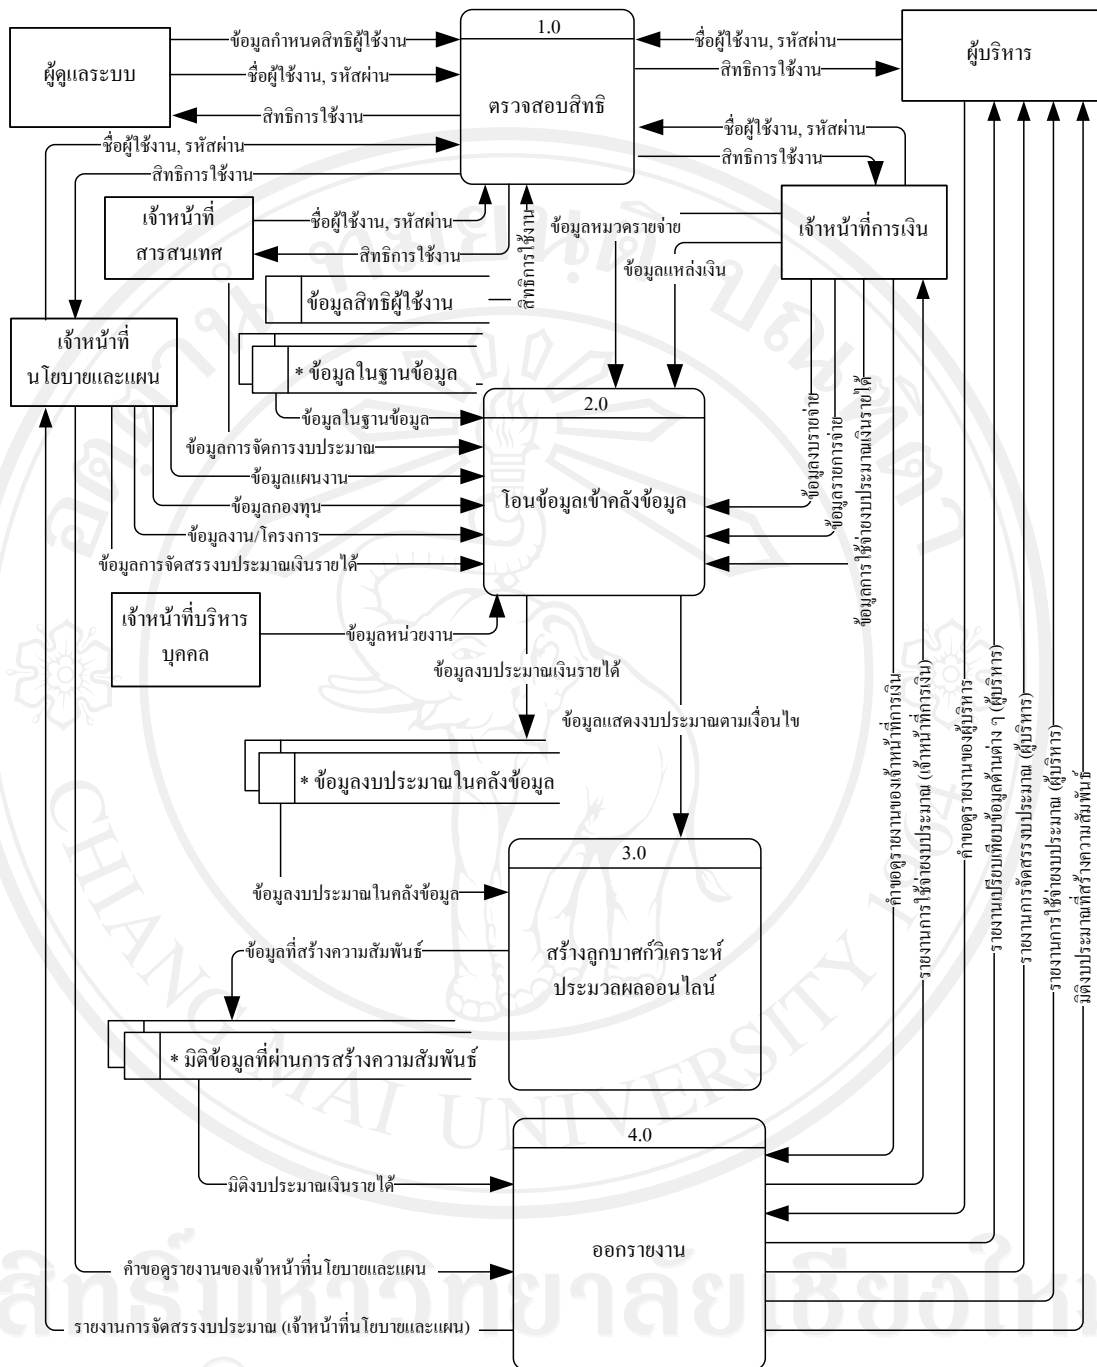 1.0
ตรวจสอบสิทธิ
ผู้ดูแลระบบ
ผู้บริหาร
ข้อมูลกำหนดสิทธิผู้ใช้งาน
ชื่อผู้ใช้งาน, รหัสผ่าน
สิทธิการใช้งาน
ชื่อผู้ใช้งาน, รหัสผ่าน
สิทธิการใช้งาน
ชื่อผู้ใช้งาน, รหัสผ่าน
สิทธิการใช้งาน
ชื่อผู้ใช้งาน, รหัสผ่าน
สิทธิการใช้งาน
เจ้าหน้าที่
สารสนเทศ
ชื่อผู้ใช้งาน, รหัสผ่าน
สิทธิการใช้งาน
สิทธิการใช้งาน
เจ้าหน้าที่การเงิน
ข้อมูลหมวดรายจ่าย
ข้อมูลแหล่งเงิน
ข้อมูลสิทธิผู้ใช้งาน
เจ้าหน้าที่
นโยบายและแผน
* ข้อมูลในฐานข้อมูล
ข้อมูลในฐานข้อมูล
2.0
โอนข้อมูลเข้าคลังข้อมูล
ข้อมูลการจัดการงบประมาณ
ข้อมูลแผนงาน
ข้อมูลกองทุน
ข้อมูลงาน/โครงการ
ข้อมูลการจัดสรรงบประมาณเงินรายได้
ข้อมูลงบรายจ่าย
ข้อมูลรายการจ่าย
ข้อมูลการใช้จ่ายงบประมาณเงินรายได้
เจ้าหน้าที่บริหาร
บุคคล
ข้อมูลหน่วยงาน
ข้อมูลงบประมาณเงินรายได้
ข้อมูลแสดงงบประมาณตามเงื่อนไข
* ข้อมูลงบประมาณในคลังข้อมูล
3.0
สร้างลูกบาศก์วิเคราะห์
ประมวลผลออนไลน์
ข้อมูลงบประมาณในคลังข้อมูล
ข้อมูลที่สร้างความสัมพันธ์
* มิติข้อมูลที่ผ่านการสร้างความสัมพันธ์
คำขอดูรายงานของเจ้าหน้าที่การเงิน
รายงานการใช้จ่ายงบประมาณ (เจ้าหน้าที่การเงิน)
คำขอดูรายงานของผู้บริหาร
รายงานเปรียบเทียบข้อมูลด้านต่าง ๆ (ผู้บริหาร)
รายงานการจัดสรรงบประมาณ (ผู้บริหาร)
รายงานการใช้จ่ายงบประมาณ (ผู้บริหาร)
มิติงบประมาณที่สร้างความสัมพันธ์
4.0
ออกรายงาน
มิติงบประมาณเงินรายได้
คำขอดูรายงานของเจ้าหน้าที่นโยบายและแผน
รายงานการจัดสรรงบประมาณ (เจ้าหน้าที่นโยบายและแผน)
CHIANG MAI UNIVERSITY 1964
สิทธิ์มหาวิทยาลัยเชียงให